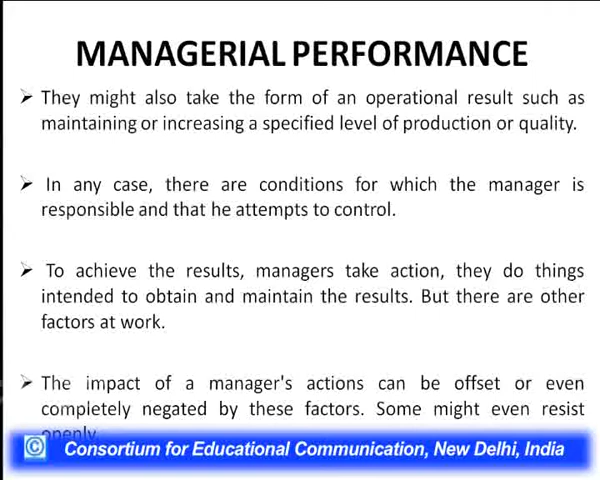 MANAGERIAL PERFORMANCE
➢ They might also take the form of an operational result such as
maintaining or increasing a specified level of production or quality.
➢ In any case, there are conditions for which the manager is
responsible and that he attempts to control.
➢ To achieve the results, managers take action, they do things
intended to obtain and maintain the results. But there are other
factors at work.
➢ The impact of a manager's actions can be offset or even
completely negated by these factors. Some might even resist
openly.
© Consortium for Educational Communication, New Delhi, India